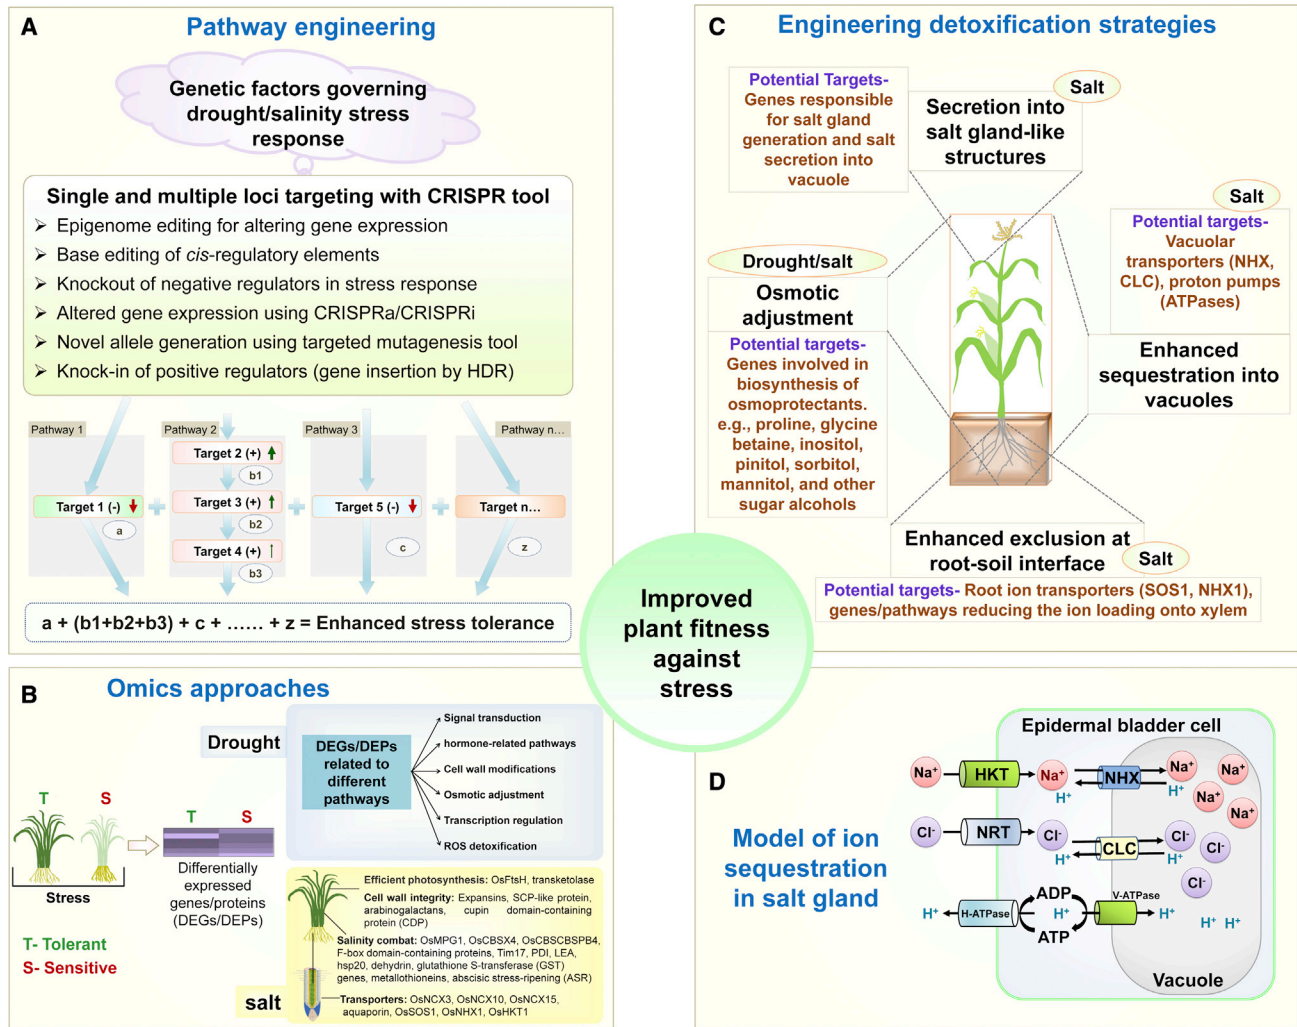 A
Pathway engineering
Genetic factors governing
drought/salinity stress
response
Single and multiple loci targeting with CRISPR tool
➢ Epigenome editing for altering gene expression
➢ Base editing of cis-regulatory elements
➢ Knockout of negative regulators in stress response
➢ Altered gene expression using CRISPRa/CRISPRi
➢ Novel allele generation using targeted mutagenesis tool
➢ Knock-in of positive regulators (gene insertion by HDR)
Pathway 1
Pathway 2
Pathway 3
Pathway n...
Target 2 (+)
b1
Target 1 (-)
Target 3 (+)
Target 5 (-)
Target n...
a
b2
Target 4 (+)
c
z
b3
a + (b1+b2+b3) + c + ...... + z = Enhanced stress tolerance
B
Omics approaches
Drought
DEGs/DEPs
related to
different
pathways
Signal transduction
hormone-related pathways
Cell wall modifications
Osmotic adjustment
Transcription regulation
ROS detoxification
T
S
Stress
T
S
Differentially
expressed
genes/proteins
(DEGs/DEPs)
T- Tolerant
S- Sensitive
salt
Efficient photosynthesis: OsFtsH, transketolase
Cell wall integrity: Expansins, SCP-like protein,
arabinogalactans, cupin domain-containing
protein (CDP)
Salinity combat: OsMPG1, OsCBSX4, OsCBSCBSPB4,
F-box domain-containing proteins, Tim17, PDI, LEA,
hsp20, dehydrin, glutathione S-transferase (GST)
genes, metallothioneins, abscisic stress-ripening (ASR)
Transporters: OsNCX3, OsNCX10, OsNCX15,
aquaporin, OsSOS1, OsNHX1, OsHKT1
Improved
plant fitness
against
stress
C
Engineering detoxification strategies
Potential Targets-
Genes responsible
for salt gland
generation and salt
secretion into
vacuole
Salt
Secretion into
salt gland-like
structures
Salt
Potential targets-
Vacuolar
transporters (NHX,
CLC), proton pumps
(ATPases)
Enhanced
sequestration into
vacuoles
Drought/salt
Osmotic
adjustment
Potential targets-
Genes involved in
biosynthesis of
osmoprotectants.
e.g., proline, glycine
betaine, inositol,
pinitol, sorbitol,
mannitol, and other
sugar alcohols
Enhanced exclusion at
root-soil interface
Salt
Potential targets- Root ion transporters (SOS1, NHX1),
genes/pathways reducing the ion loading onto xylem
D
Model of ion
sequestration
in salt gland
Epidermal bladder cell
Na⁺
HKT
Na⁺
H⁺
NHX
Na⁺
H⁺
Na⁺
Na⁺
Na⁺
Cl⁻
NRT
Cl⁻
H⁺
CLC
Cl⁻
H⁺
Cl⁻
Cl⁻
H⁺
H-ATPase
ADP
H⁺
ATP
V-ATPase
H⁺
H⁺ H⁺
Vacuole